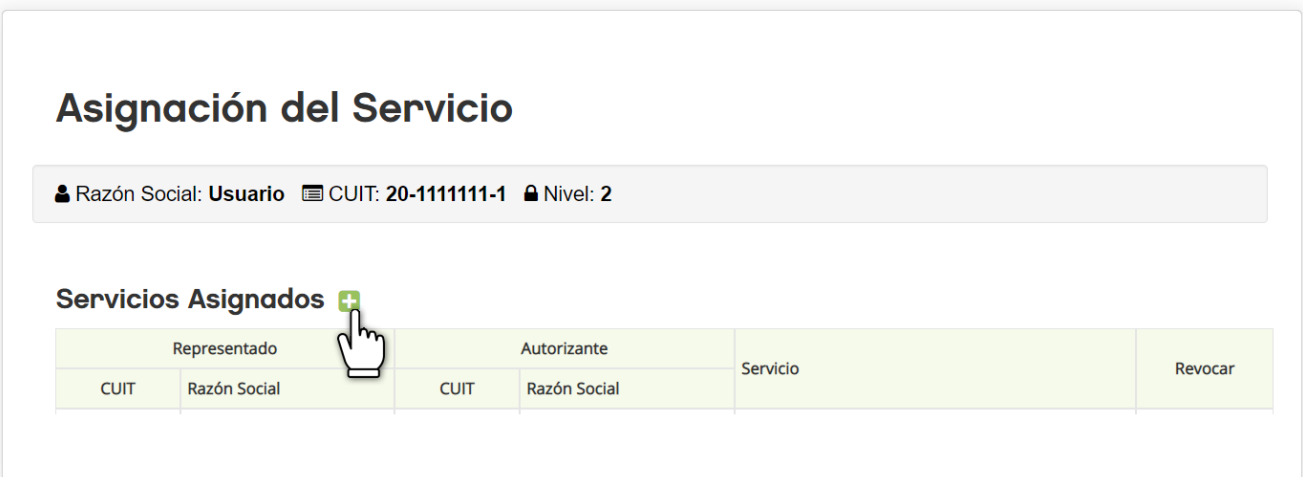 Asignación del Servicio
Razón Social: Usuario CUIT: 20-1111111-1 Nivel: 2
Servicios Asignados
Representado Autorizante Servicio Revocar
CUIT Razón Social CUIT Razón Social